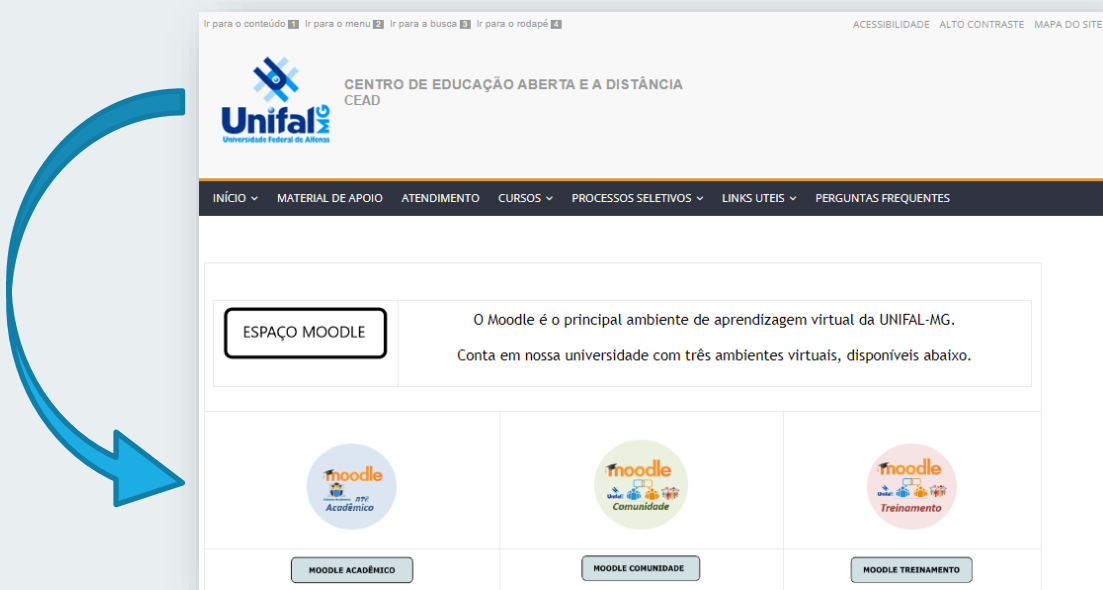 Ir para o conteúdo 1 Ir para o menu 2 Ir para a busca 3 Ir para o rodapé 4
ACESSIBILIDADE ALTO CONTRASTE MAPA DO SITE
CENTRO DE EDUCAÇÃO ABERTA E A DISTÂNCIA
CEAD
Unifal MG
Universidade Federal de Alfenas
INÍCIO MATERIAL DE APOIO ATENDIMENTO CURSOS PROCESSOS SELETIVOS LINKS UTEIS PERGUNTAS FREQUENTES
ESPAÇO MOODLE
O Moodle é o principal ambiente de aprendizagem virtual da UNIFAL-MG.
Conta em nossa universidade com três ambientes virtuais, disponíveis abaixo.
moodle
Acadêmico
moodle
Unifal
Comunidade
moodle
Unifal
Treinamento
MOODLE ACADÊMICO
MOODLE COMUNIDADE
MOODLE TREINAMENTO